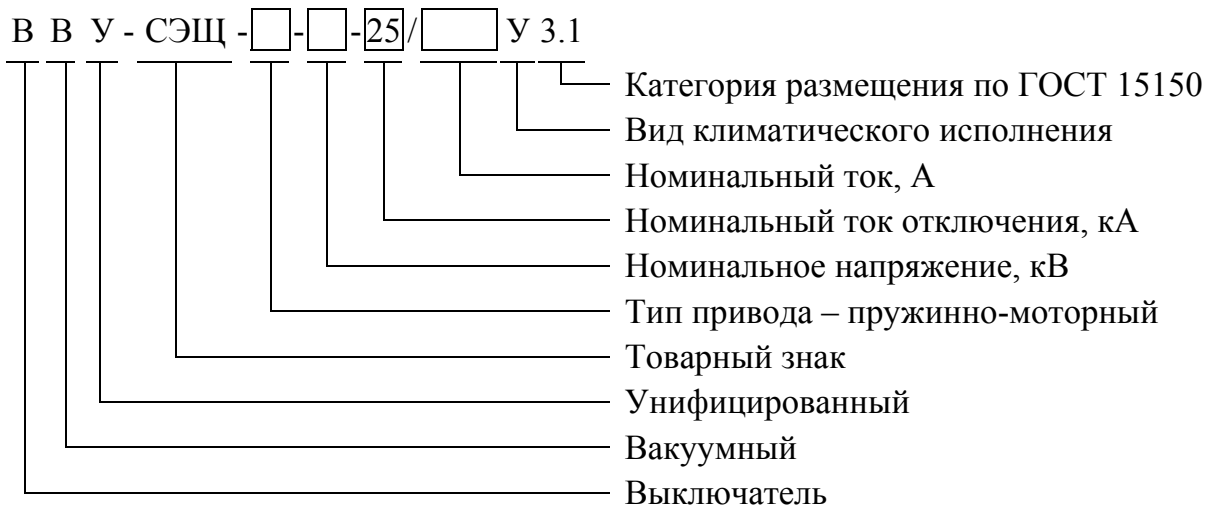 В В У - СЭЩ - - - 25 / У 3.1
Категория размещения по ГОСТ 15150
Вид климатического исполнения
Номинальный ток, А
Номинальный ток отключения, кА
Номинальное напряжение, кВ
Тип привода – пружинно-моторный
Товарный знак
Унифицированный
Вакуумный
Выключатель